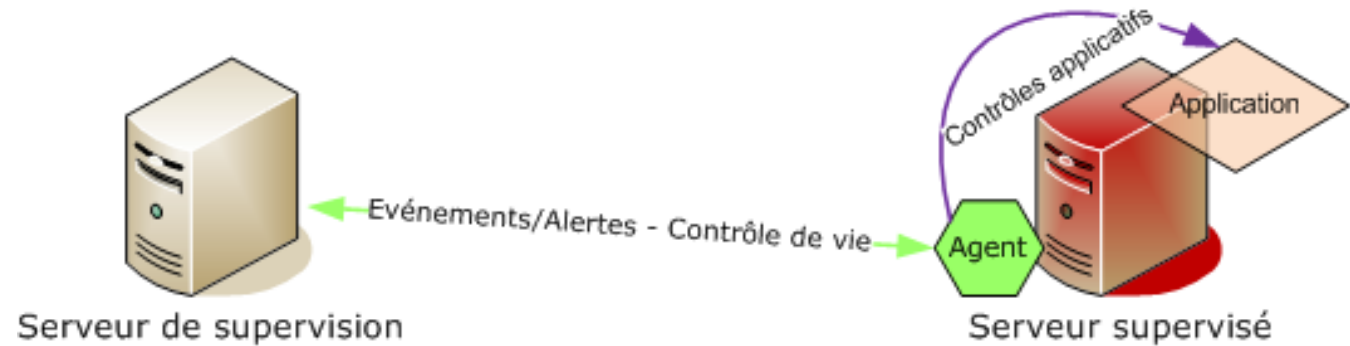 Contrôles applicatifs
Application
Evénements/Alertes - Contrôle de vie
Agent
Serveur de supervision
Serveur supervisé